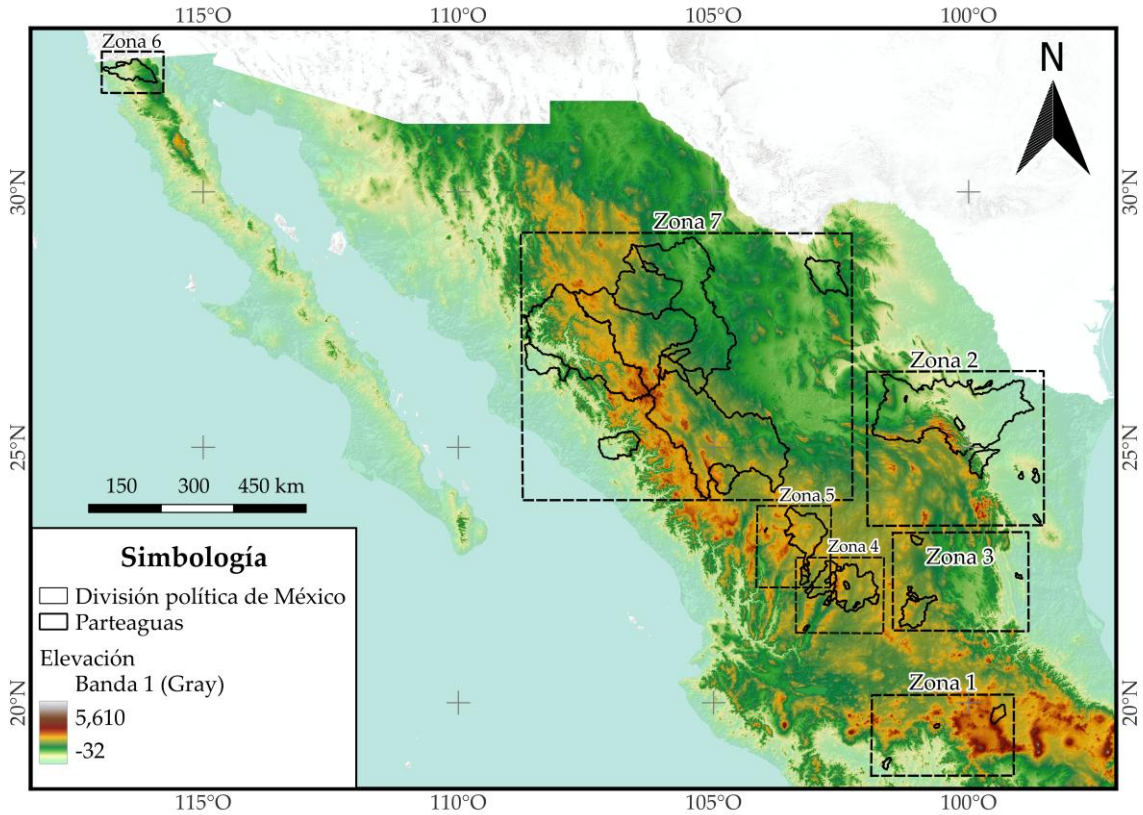 115°O
110°O
105°O
100°O
Zona 6
N
30°N
30°N
Zona 7
Zona 2
25°N
25°N
150
300
450 km
Zona 5
Zona 4
Zona 3
Simbología
División política de México
Parteaguas
Elevación
Banda 1 (Gray)
5,610
-32
Zona 1
20°N
20°N
115°O
110°O
105°O
100°O